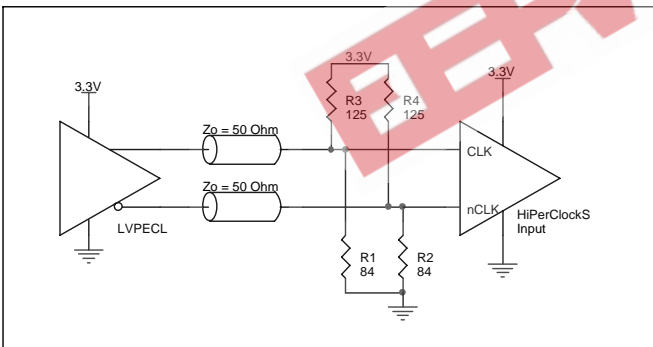 3.3V
3.3V
3.3V
R3
125
R4
125
Zo = 50 Ohm
CLK
Zo = 50 Ohm
nCLK
HiPerClockS
Input
LVPECL
R1
84
R2
84